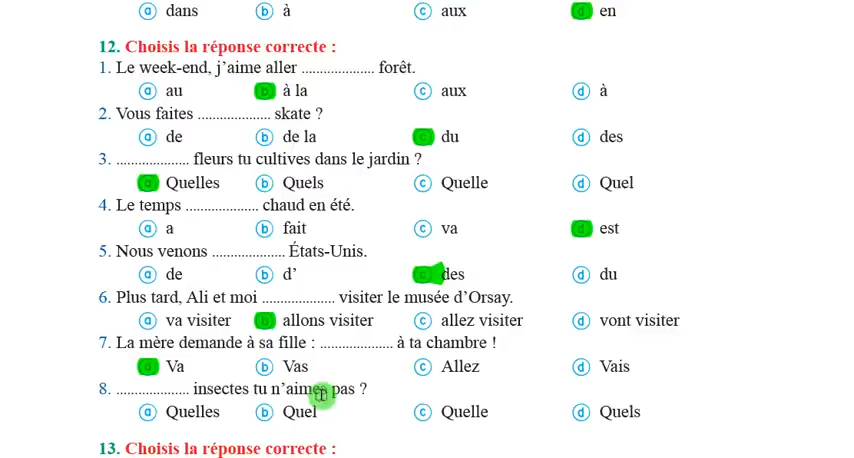 a dans b à c aux d en
12. Choisis la réponse correcte :
1. Le week-end, j'aime aller .................... forêt.
a au b à la c aux d à
2. Vous faites .................... skate ?
a de b de la c du d des
3. .................... fleurs tu cultives dans le jardin ?
a Quelles b Quels c Quelle d Quel
4. Le temps .................... chaud en été.
a a b fait c va d est
5. Nous venons .................... États-Unis.
a de b d' c des d du
6. Plus tard, Ali et moi .................... visiter le musée d'Orsay.
a va visiter b allons visiter c allez visiter d vont visiter
7. La mère demande à sa fille : .................... à ta chambre !
a Va b Vas c Allez d Vais
8. .................... insectes tu n'aimes pas ?
a Quelles b Quel c Quelle d Quels
13. Choisis la réponse correcte :